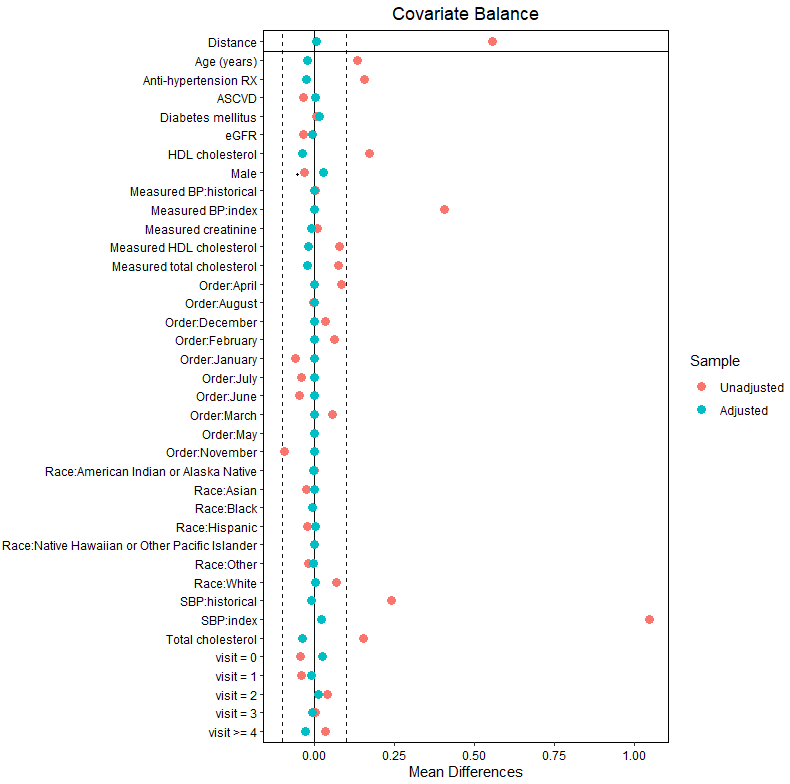 Covariate Balance
Distance
Age (years)
Anti-hypertension RX
ASCVD
Diabetes mellitus
eGFR
HDL cholesterol
Male
Measured BP:historical
Measured BP:index
Measured creatinine
Measured HDL cholesterol
Measured total cholesterol
Order:April
Order:August
Order:December
Order:February
Order:January
Order:July
Order:June
Order:March
Order:May
Order:November
Race:American Indian or Alaska Native
Race:Asian
Race:Black
Race:Hispanic
Race:Native Hawaiian or Other Pacific Islander
Race:Other
Race:White
SBP:historical
SBP:index
Total cholesterol
visit = 0
visit = 1
visit = 2
visit = 3
visit >= 4
0.00 0.25 0.50 0.75 1.00
Mean Differences
Sample
Unadjusted
Adjusted